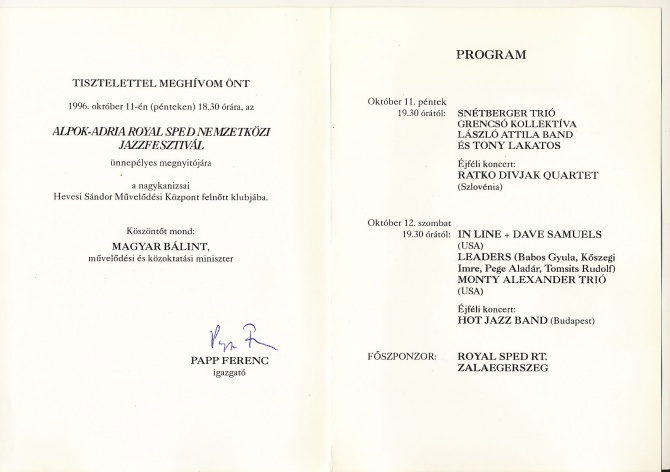 TISZTELETTEL MEGHÍVOM ÖNT
1996. október 11-én (pénteken) 18.30 órára, az
ALPOK-ADRIA ROYAL SPED NEMZETKÖZI
JAZZFESZTIVÁL
ünnepélyes megnyitójára
a nagykanizsai
Hevesi Sándor Művelődési Központ felnőtt klubjába.
Köszöntőt mond:
MAGYAR BÁLINT,
művelődési és közoktatási miniszter
PAPP FERENC
igazgató
PROGRAM
Október 11. péntek
19.30 órától: SNÉTBERGER TRIÓ
GRENCSÓ KOLLEKTÍVA
LÁSZLÓ ATTILA BAND
ÉS TONY LAKATOS
Éjféli koncert:
RATKO DIVJAK QUARTET
(Szlovénia)
Október 12. szombat
19.30 órától: IN LINE + DAVE SAMUELS
(USA)
LEADERS (Babos Gyula, Kőszegi
Imre, Pege Aladár, Tomsits Rudolf)
MONTY ALEXANDER TRIÓ
(USA)
Éjféli koncert:
HOT JAZZ BAND (Budapest)
FŐSZPONZOR: ROYAL SPED RT.
ZALAEGERSZEG